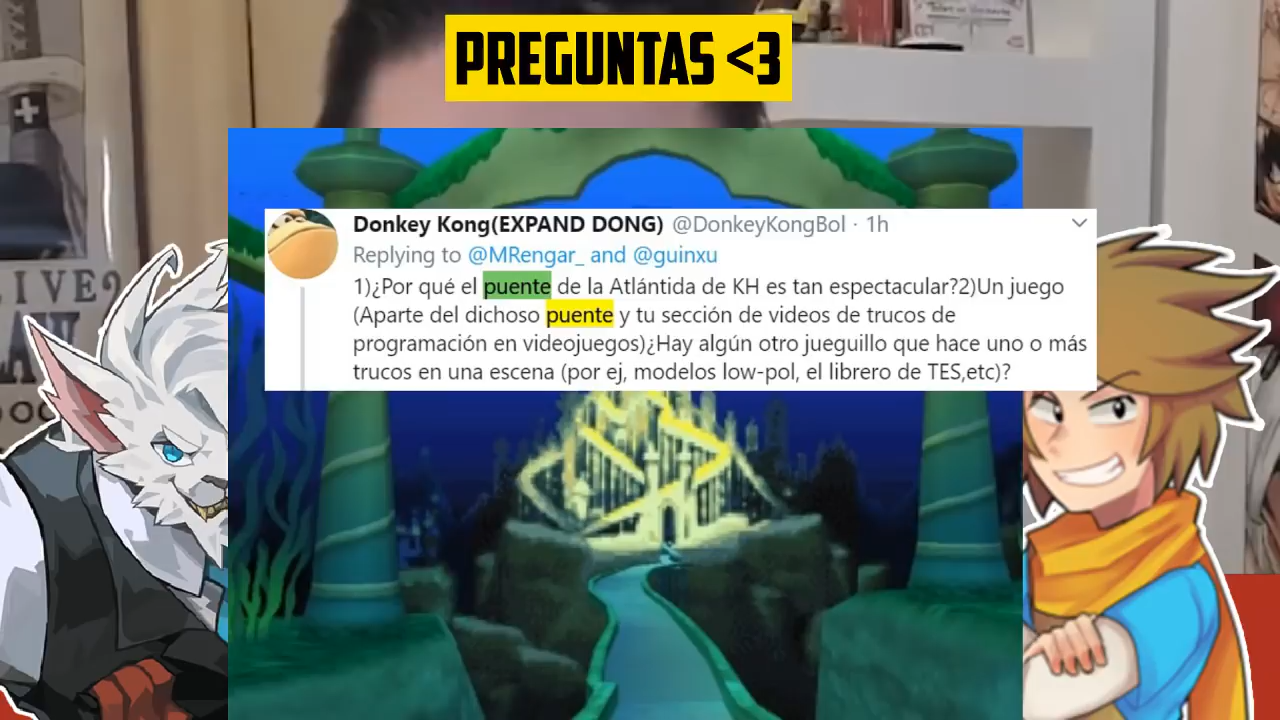 PREGUNTAS <3
Donkey Kong(EXPAND DONG) @DonkeyKongBol · 1h
Replying to @MRengar_ and @guinxu
1)¿Por qué el puente de la Atlántida de KH es tan espectacular?2)Un juego
(Aparte del dichoso puente y tu sección de videos de trucos de
programación en videojuegos)¿Hay algún otro jueguillo que hace uno o más
trucos en una escena (por ej, modelos low-pol, el librero de TES,etc)?
LIVE?